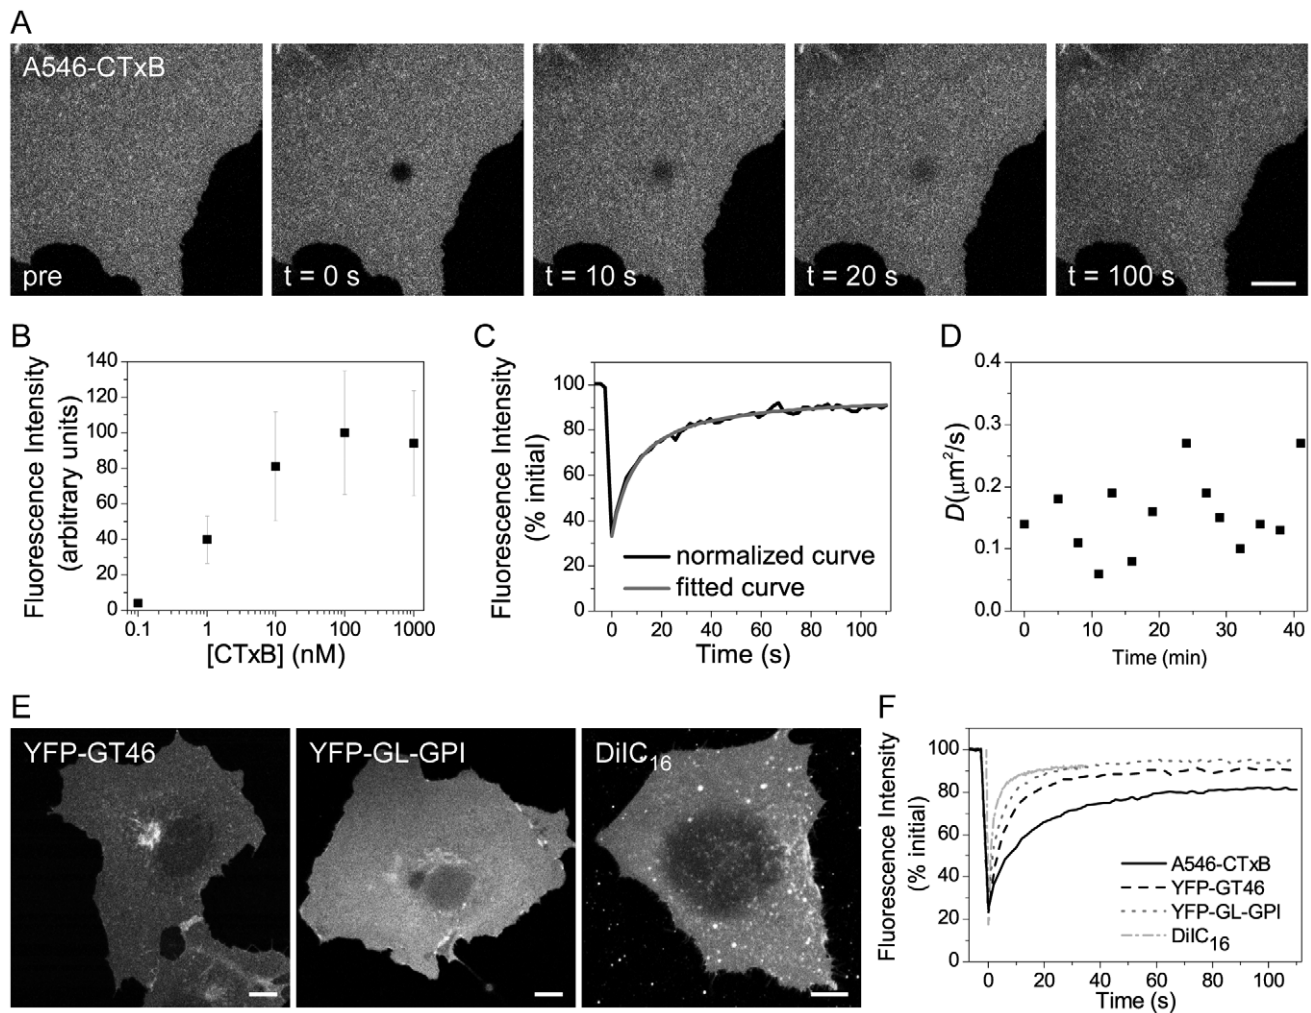 A
A546-CTxB
pre
t = 0 s
t = 10 s
t = 20 s
t = 100 s
B
Fluorescence Intensity
(arbitrary units)
140
120
100
80
60
40
20
0
0.1 1 10 100 1000
[CTxB] (nM)
C
Fluorescence Intensity
(% initial)
100
80
60
40
20
0
normalized curve
fitted curve
0 20 40 60 80 100
Time (s)
D
D(μm²/s)
0.4
0.3
0.2
0.1
0.0
0 10 20 30 40
Time (min)
E
YFP-GT46
YFP-GL-GPI
DiIC₁₆
F
Fluorescence Intensity
(% initial)
100
80
60
40
20
0
A546-CTxB
YFP-GT46
YFP-GL-GPI
DiIC₁₆
0 20 40 60 80 100
Time (s)